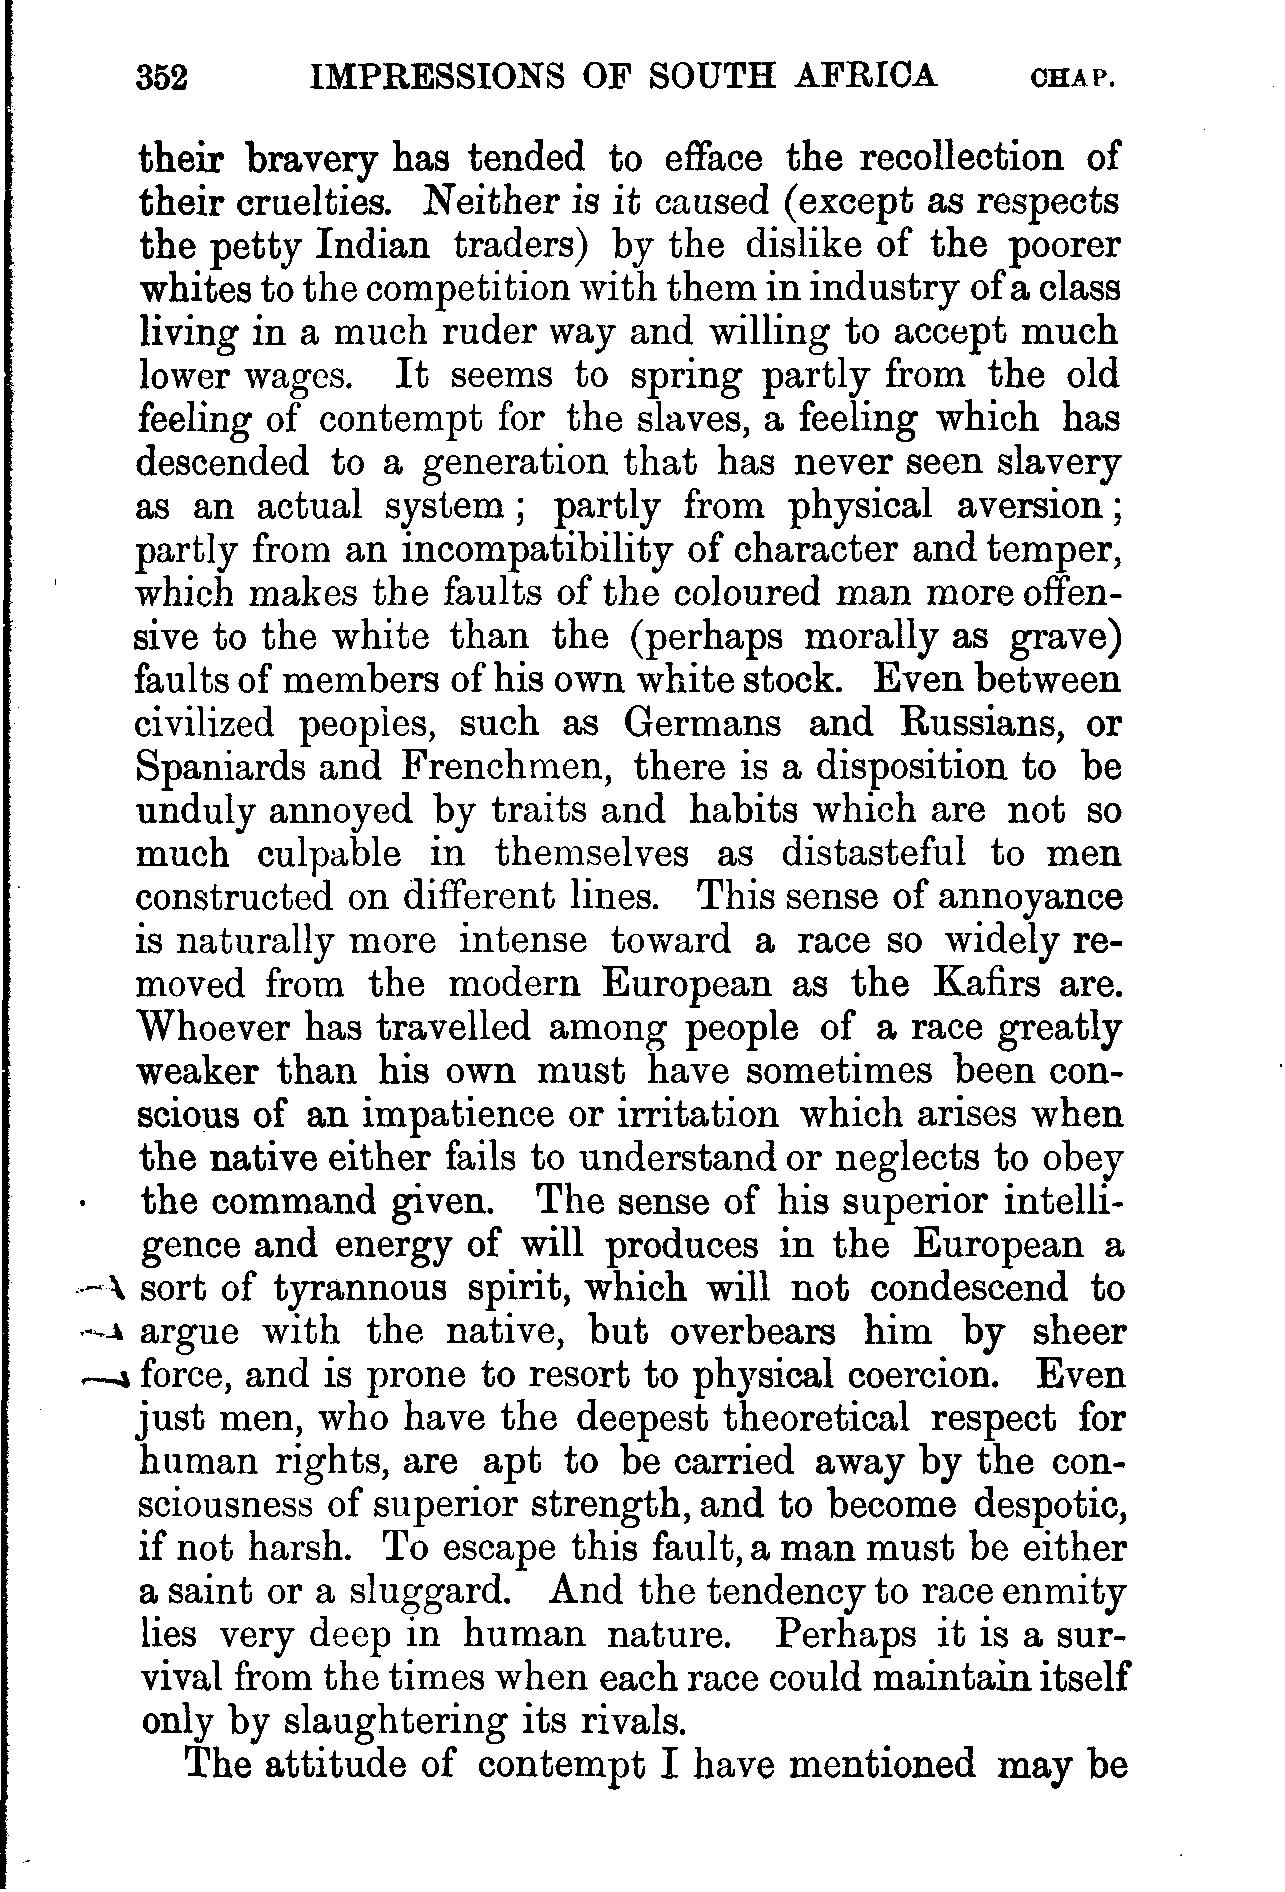 352 IMPRESSIONS OF SOUTH AFRICA CHAP.
their bravery has tended to efface the recollection of
their cruelties. Neither is it caused (except as respects
the petty Indian traders) by the dislike of the poorer
whites to the competition with them in industry of a class
living in a much ruder way and willing to accept much
lower wages. It seems to spring partly from the old
feeling of contempt for the slaves, a feeling which has
descended to a generation that has never seen slavery
as an actual system; partly from physical aversion;
partly from an incompatibility of character and temper,
which makes the faults of the coloured man more offen-
sive to the white than the (perhaps morally as grave)
faults of members of his own white stock. Even between
civilized peoples, such as Germans and Russians, or
Spaniards and Frenchmen, there is a disposition to be
unduly annoyed by traits and habits which are not so
much culpable in themselves as distasteful to men
constructed on different lines. This sense of annoyance
is naturally more intense toward a race so widely re-
moved from the modern European as the Kafirs are.
Whoever has travelled among people of a race greatly
weaker than his own must have sometimes been con-
scious of an impatience or irritation which arises when
the native either fails to understand or neglects to obey
the command given. The sense of his superior intelli-
gence and energy of will produces in the European a
sort of tyrannous spirit, which will not condescend to
argue with the native, but overbears him by sheer
force, and is prone to resort to physical coercion. Even
just men, who have the deepest theoretical respect for
human rights, are apt to be carried away by the con-
sciousness of superior strength, and to become despotic,
if not harsh. To escape this fault, a man must be either
a saint or a sluggard. And the tendency to race enmity
lies very deep in human nature. Perhaps it is a sur-
vival from the times when each race could maintain itself
only by slaughtering its rivals.
The attitude of contempt I have mentioned may be